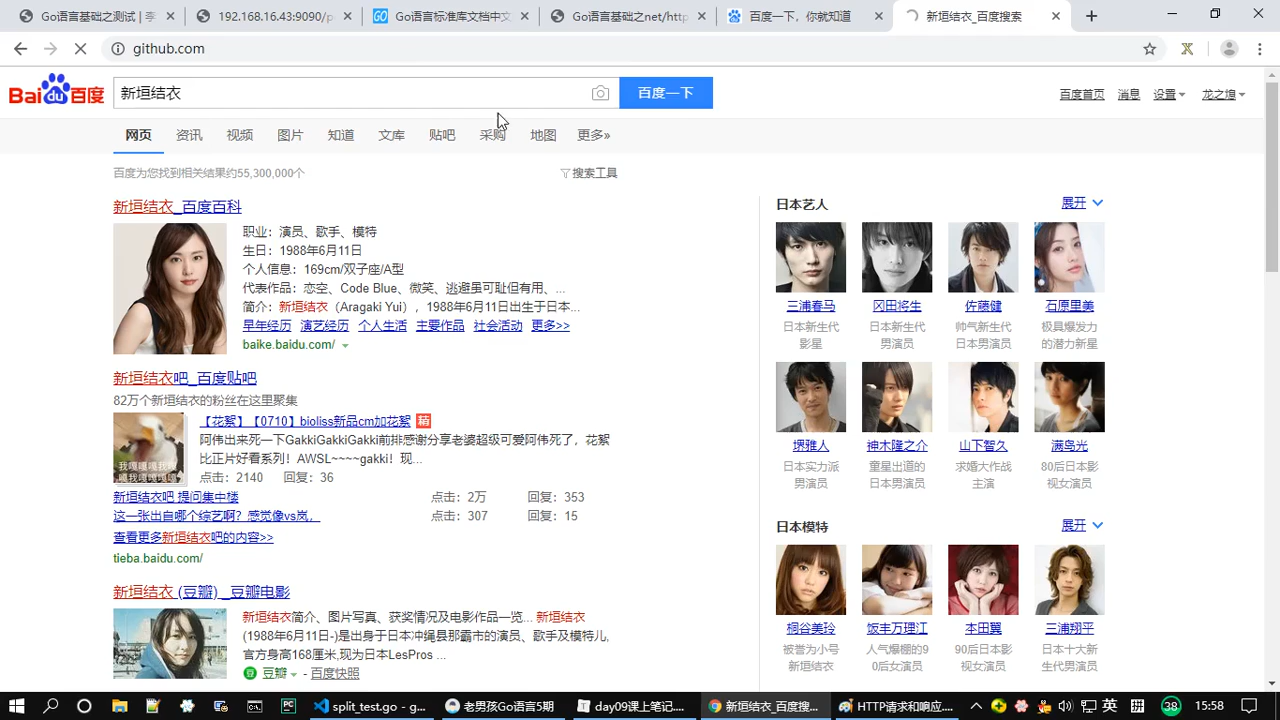 Go语言基础之测试 | 李
192.168.16.43:9090/p
Go语言标准库文档中文
Go语言基础之net/http
百度一下，你就知道
新垣结衣_百度搜索
github.com
Bai du 百度
新垣结衣
百度一下
百度首页 消息 设置 龙之煌
网页 资讯 视频 图片 知道 文库 贴吧 采购 地图 更多»
百度为您找到相关结果约55,300,000个
搜索工具
新垣结衣_百度百科
职业：演员、歌手、模特
生日：1988年6月11日
个人信息：169cm/双子座/A型
代表作品：恋空、Code Blue、微笑、逃避虽可耻但有用、...
简介：新垣结衣（Aragaki Yui），1988年6月11日出生于日本...
早年经历 演艺经历 个人生活 主要作品 社会活动 更多>>
baike.baidu.com/
新垣结衣吧_百度贴吧
82万个新垣结衣的粉丝在这里聚集
【花絮】【0710】bioliss新品cm加花絮
阿伟出来死一下GakkiGakkiGakki前排感谢分享老婆超级可爱阿伟死了，花絮
比正片好看系列！AWSL~~~~gakki！现...
点击：2140 回复：36
我嘎嘎嘎我嘎
嘎我嘎嘎嘎嘎
新垣结衣吧 提问集中楼 点击：2万 回复：353
这一张出自哪个综艺啊？感觉像vs岚， 点击：307 回复：15
查看更多新垣结衣吧的内容>>
tieba.baidu.com/
新垣结衣 (豆瓣) _豆瓣电影
新垣结衣简介、图片写真、获奖情况及电影作品一览... 新垣结衣
(1988年6月11日-)是出身于日本冲绳县那霸市的演员、歌手及模特儿,
官方身高168厘米,现为日本LesPros ...
豆 豆瓣 - 百度快照
日本艺人 展开
三浦春马 冈田将生 佐藤健 石原里美
日本新生代 日本新生代 帅气新生代 极具爆发力
影星 男演员 日本男演员 的潜力新星
堺雅人 神木隆之介 山下智久 满岛光
日本实力派 童星出道的 求婚大作战 80后日本影
男演员 日本男演员 主演 视女演员
日本模特 展开
桐谷美玲 饭丰万理江 本田翼 三浦翔平
被誉为小号 人气爆棚的9 90后日本影 日本十大新
新垣结衣 0后女演员 视女演员 生代男演员
split_test.go - g...
老男孩Go语言5期
day09课上笔记....
新垣结衣_百度搜...
HTTP请求和响应...
英 拼 38 15:58